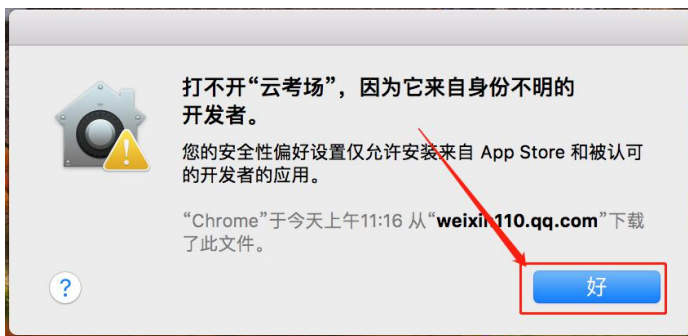 打不开“云考场”，因为它来自身份不明的
开发者。
您的安全性偏好设置仅允许安装来自 App Store 和被认可
的开发者的应用。
“Chrome”于今天上午11:16 从“weixin110.qq.com”下载
了此文件。
?
好